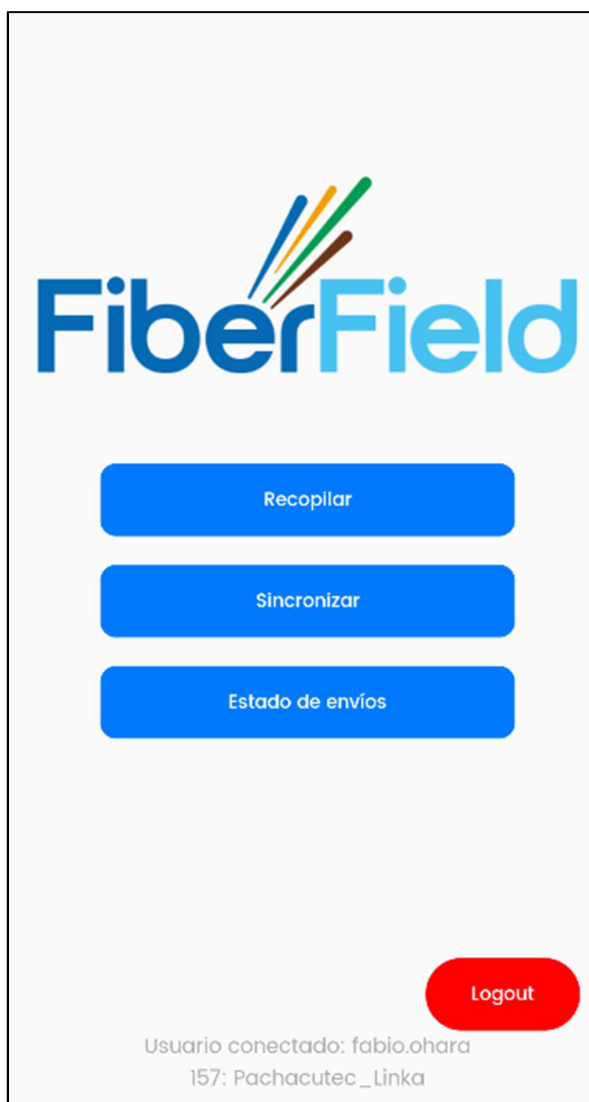 FiberField
Recopilar
Sincronizar
Estado de envíos
Logout
Usuario conectado: fabio.ohara
157: Pachacutec_Linka